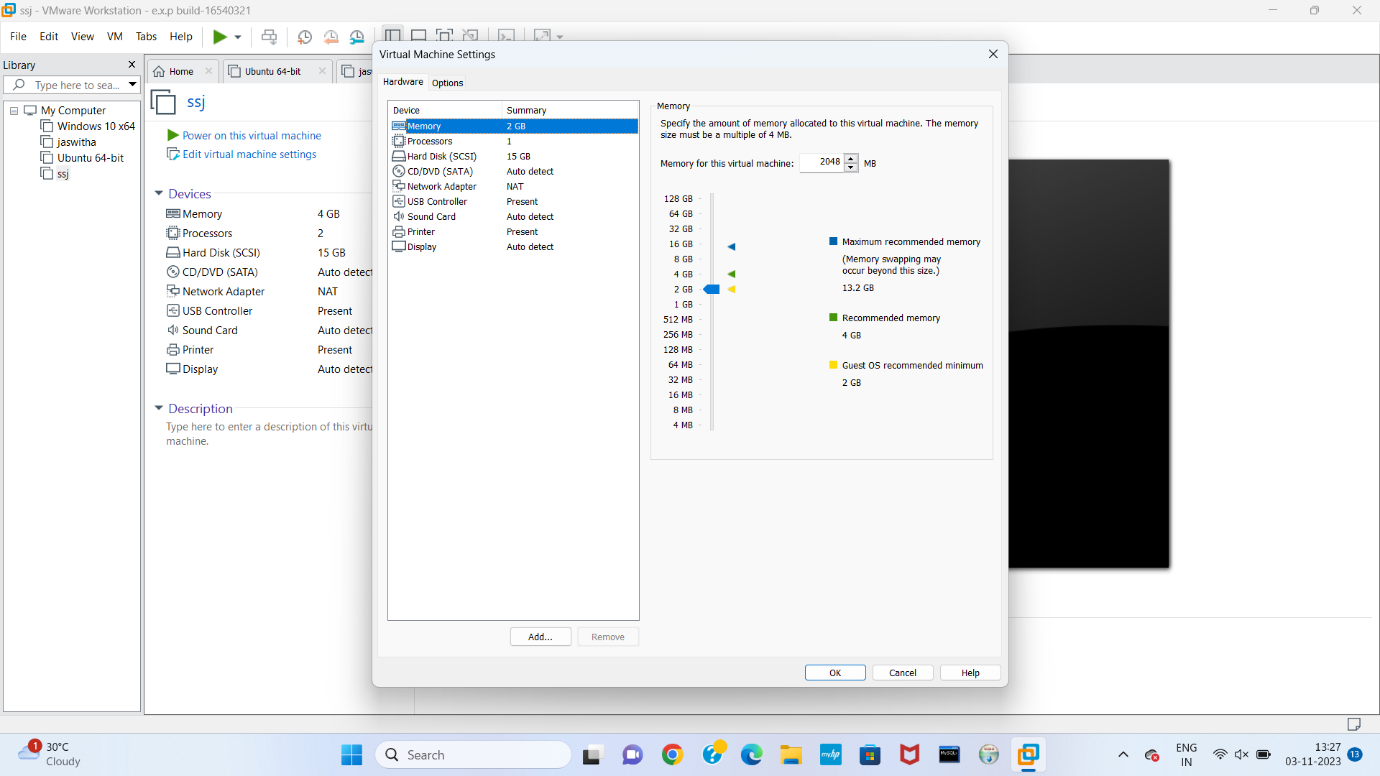 ssj - VMware Workstation - e.x.p build-16540321
File Edit View VM Tabs Help
Library
Type here to sea...
My Computer
Windows 10 x64
jaswitha
Ubuntu 64-bit
ssj
Home
Ubuntu 64-bit
jas
ssj
Power on this virtual machine
Edit virtual machine settings
Devices
Memory 4 GB
Processors 2
Hard Disk (SCSI) 15 GB
CD/DVD (SATA) Auto detect
Network Adapter NAT
USB Controller Present
Sound Card Auto detect
Printer Present
Display Auto detect
Description
Type here to enter a description of this virtu
machine.
Virtual Machine Settings
Hardware Options
Device Summary
Memory 2 GB
Processors 1
Hard Disk (SCSI) 15 GB
CD/DVD (SATA) Auto detect
Network Adapter NAT
USB Controller Present
Sound Card Auto detect
Printer Present
Display Auto detect
Add... Remove
Memory
Specify the amount of memory allocated to this virtual machine. The memory
size must be a multiple of 4 MB.
Memory for this virtual machine: 2048 MB
128 GB
64 GB
32 GB
16 GB
8 GB
4 GB
2 GB
1 GB
512 MB
256 MB
128 MB
64 MB
32 MB
16 MB
8 MB
4 MB
Maximum recommended memory
(Memory swapping may
occur beyond this size.)
13.2 GB
Recommended memory
4 GB
Guest OS recommended minimum
2 GB
OK Cancel Help
1
30°C
Cloudy
Search
myhp
MySQL
ENG
IN
13:27
03-11-2023
13